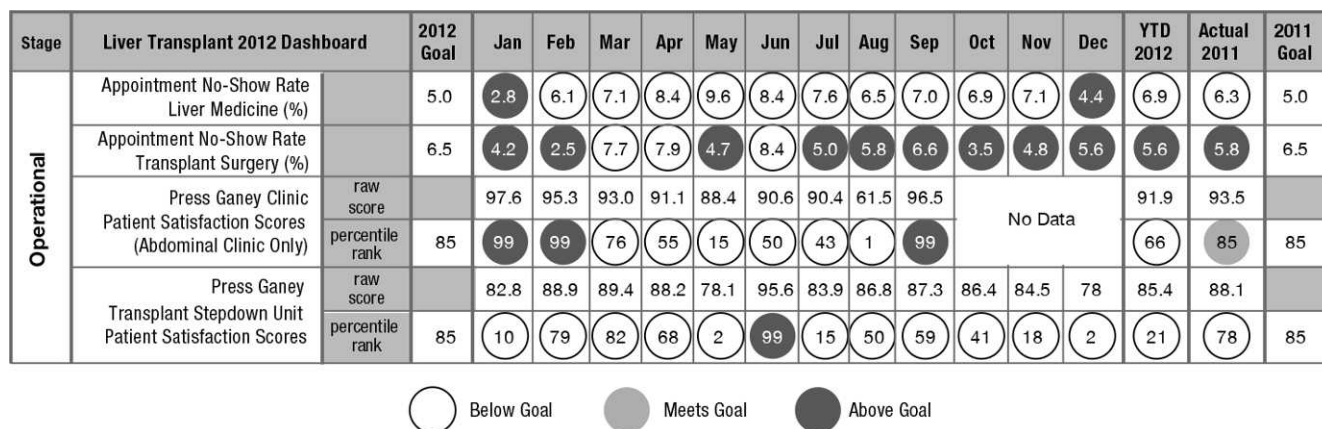 Stage Liver Transplant 2012 Dashboard 2012 Goal Jan Feb Mar Apr May Jun Jul Aug Sep Oct Nov Dec YTD 2012 Actual 2011 2011 Goal
Operational
Appointment No-Show Rate
Liver Medicine (%) 5.0 2.8 6.1 7.1 8.4 9.6 8.4 7.6 6.5 7.0 6.9 7.1 4.4 6.9 6.3 5.0
Appointment No-Show Rate
Transplant Surgery (%) 6.5 4.2 2.5 7.7 7.9 4.7 8.4 5.0 5.8 6.6 3.5 4.8 5.6 5.6 5.8 6.5
Press Ganey Clinic
Patient Satisfaction Scores
(Abdominal Clinic Only)
raw score 97.6 95.3 93.0 91.1 88.4 90.6 90.4 61.5 96.5 No Data 91.9 93.5
percentile rank 85 99 99 76 55 15 50 43 1 99 66 85 85
Press Ganey
Transplant Stepdown Unit
Patient Satisfaction Scores
raw score 82.8 88.9 89.4 88.2 78.1 95.6 83.9 86.8 87.3 86.4 84.5 78 85.4 88.1
percentile rank 85 10 79 82 68 2 99 15 50 59 41 18 2 21 78 85
Below Goal Meets Goal Above Goal